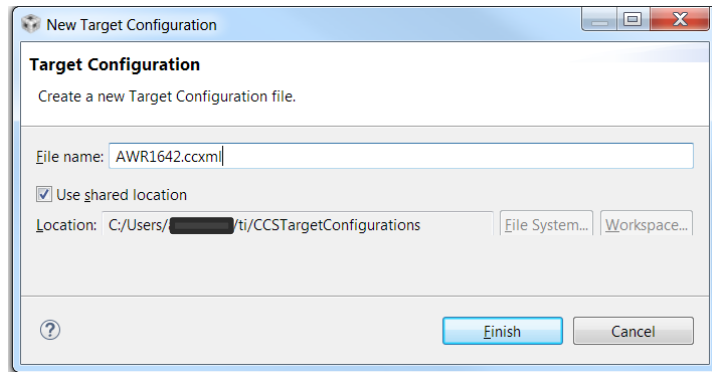 New Target Configuration
Target Configuration
Create a new Target Configuration file.
File name: AWR1642.ccxml
Use shared location
Location: C:/Users/ /ti/CCSTargetConfigurations File System... Workspace...
? Finish Cancel